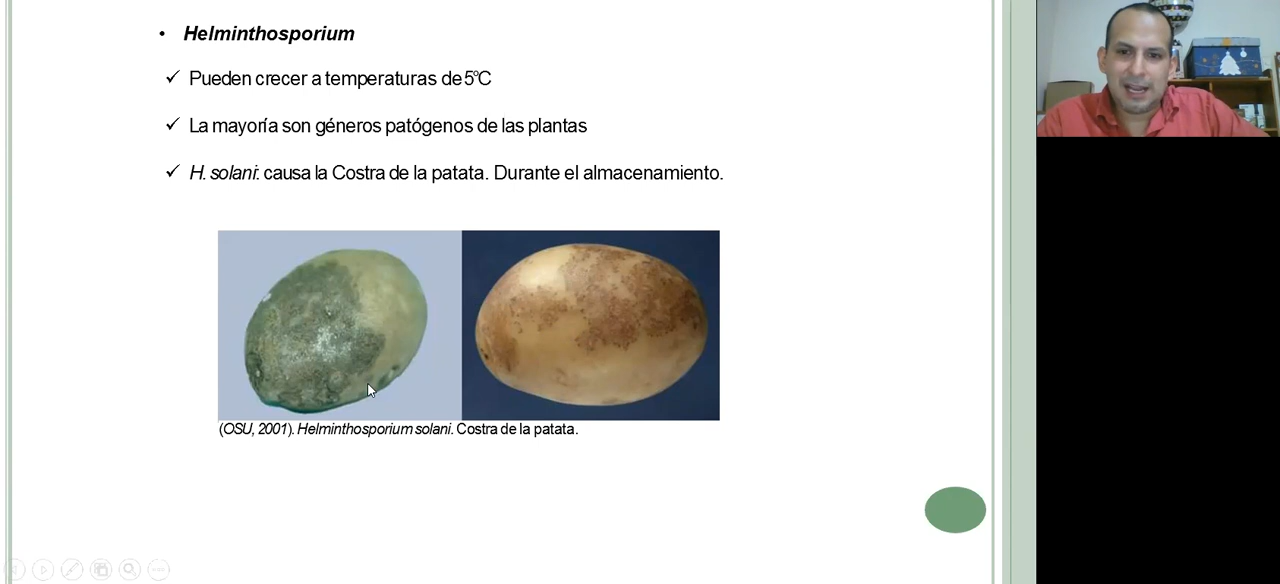 • Helminthosporium
✓ Pueden crecer a temperaturas de 5°C
✓ La mayoría son géneros patógenos de las plantas
✓ H. solani: causa la Costra de la patata. Durante el almacenamiento.
(OSU, 2001). Helminthosporium solani. Costra de la patata.